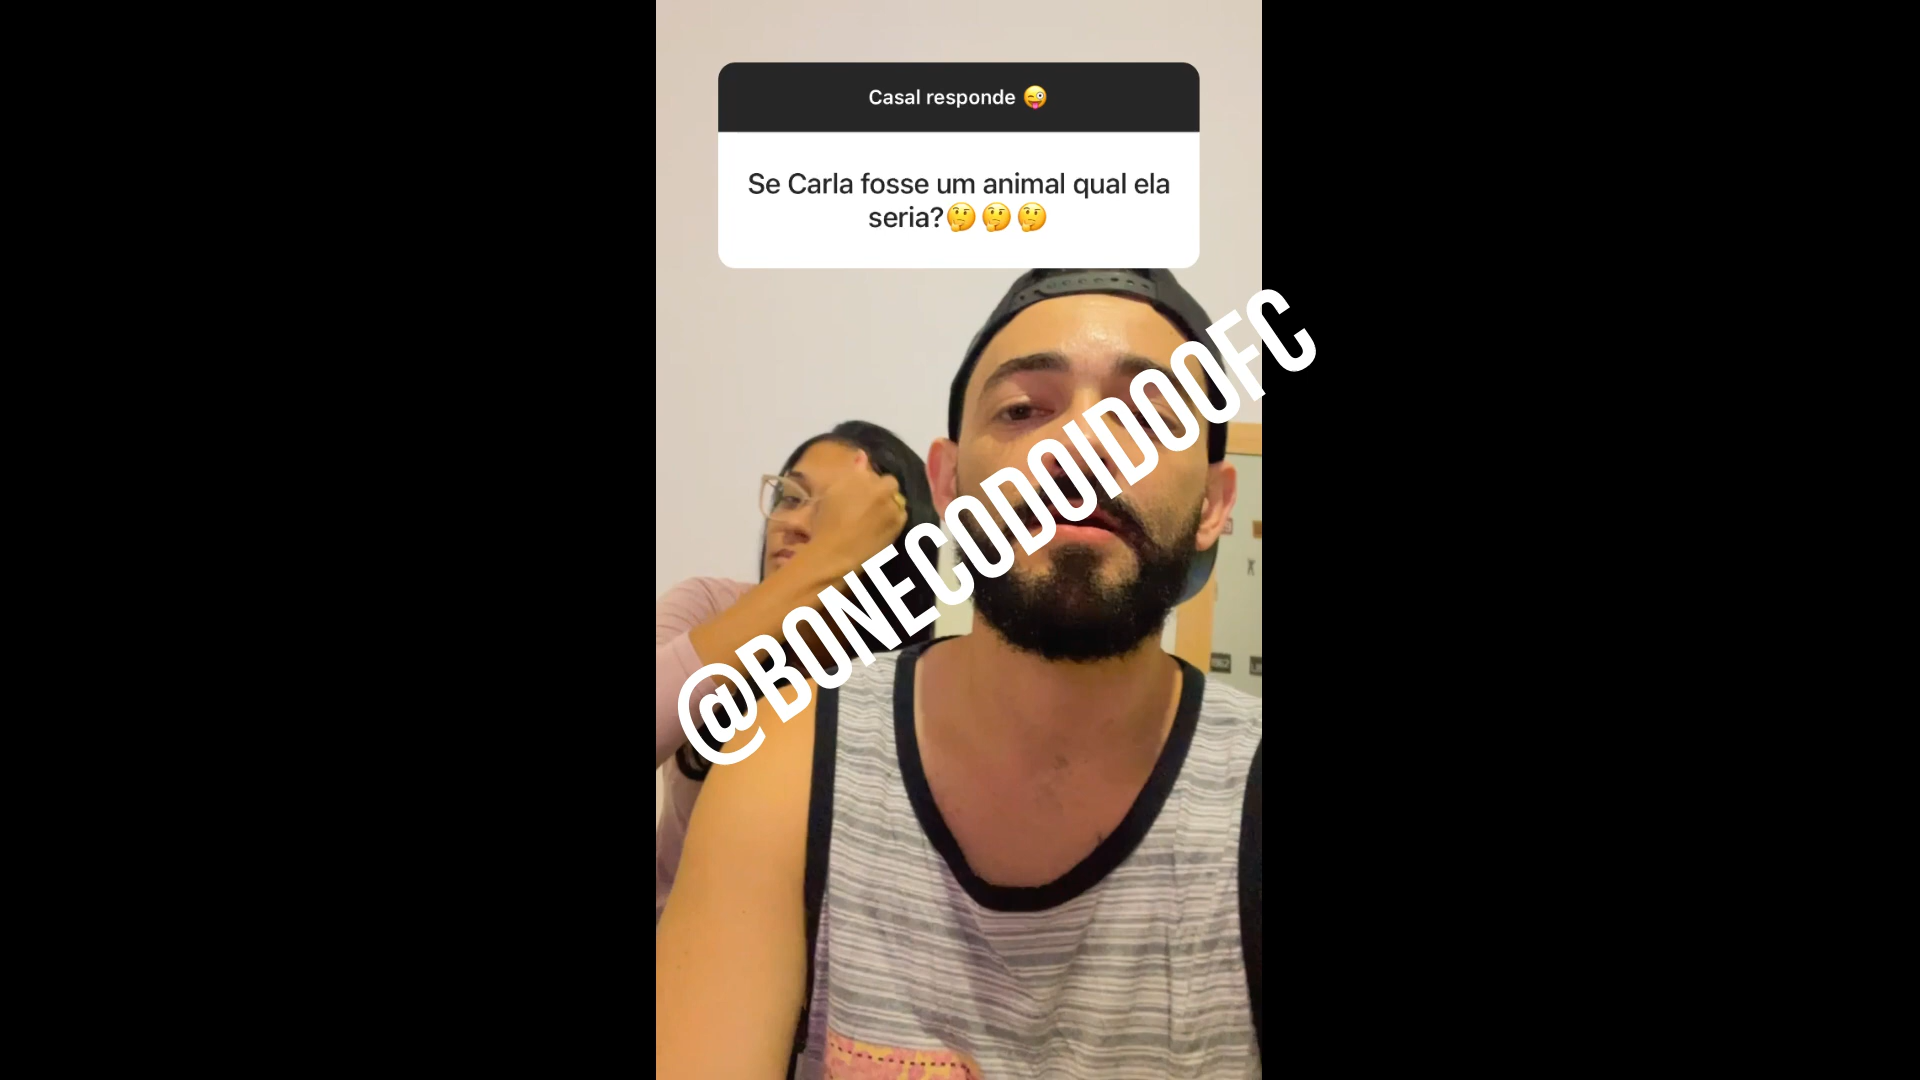 Casal responde 😜
Se Carla fosse um animal qual ela
seria?🤔🤔🤔
@BONECODOIDOOFC